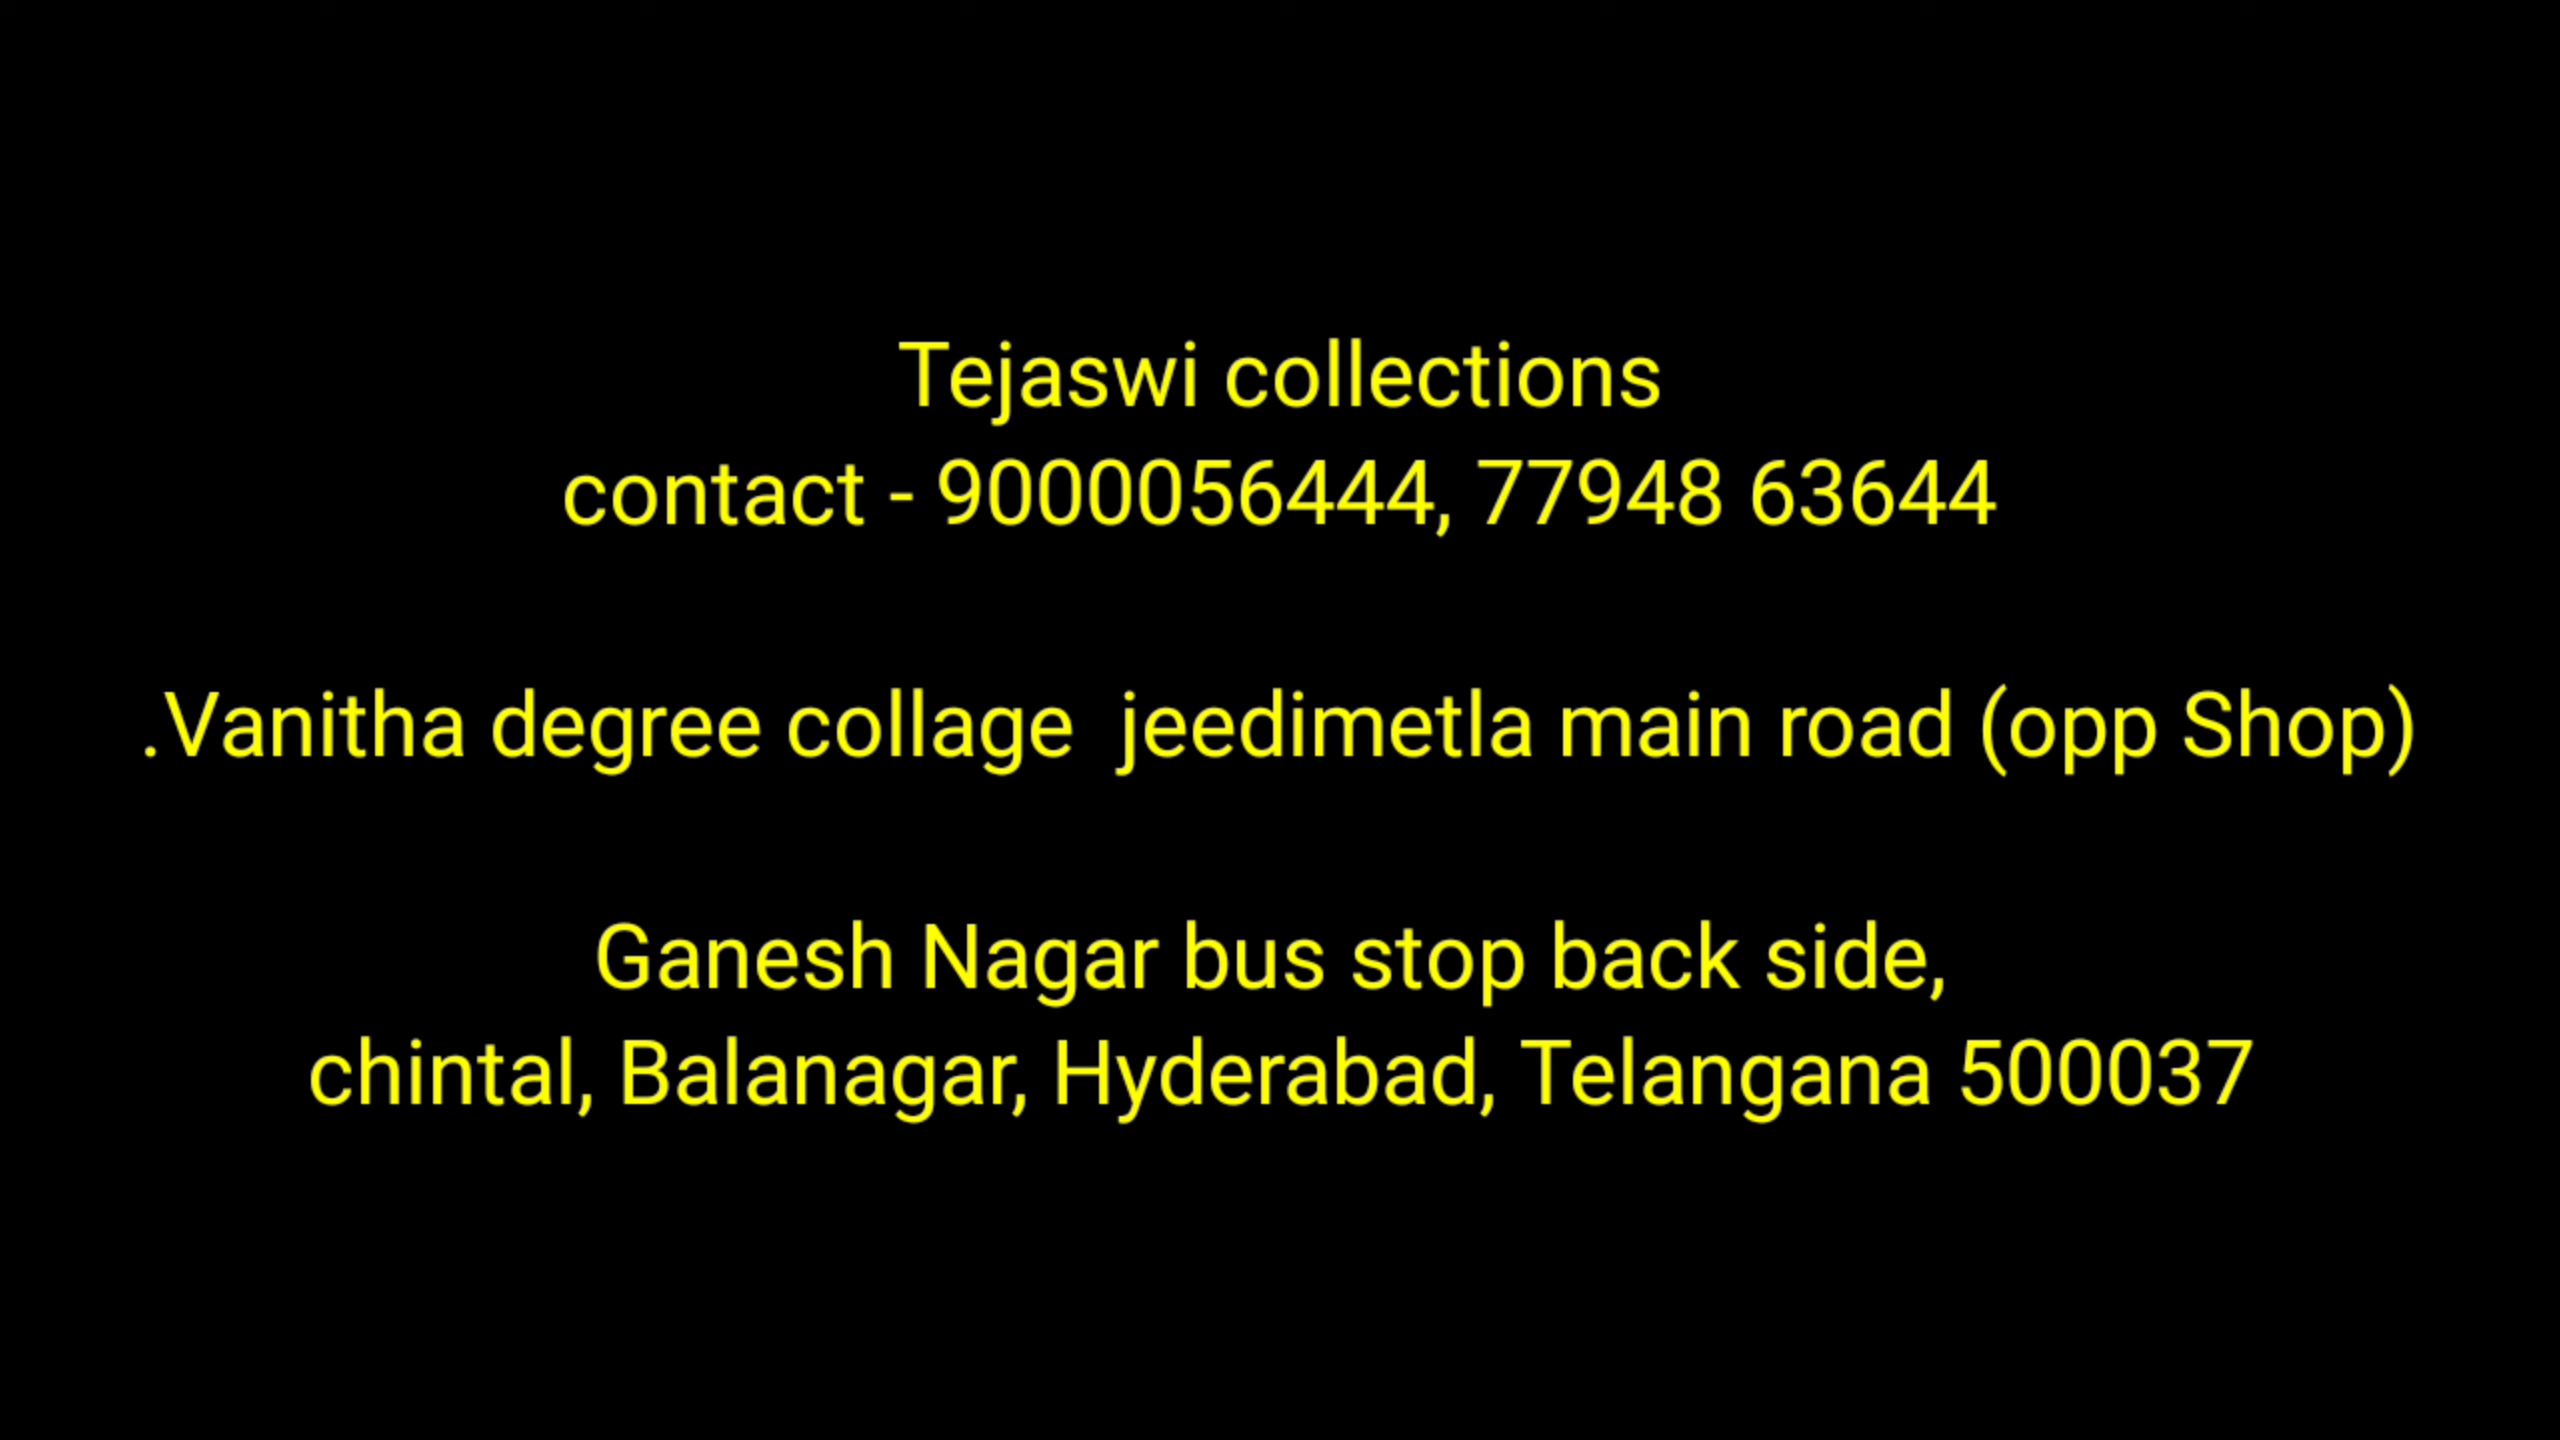 Tejaswi collections
contact - 9000056444, 77948 63644
.Vanitha degree collage  jeedimetla main road (opp Shop)
Ganesh Nagar bus stop back side,
chintal, Balanagar, Hyderabad, Telangana 500037